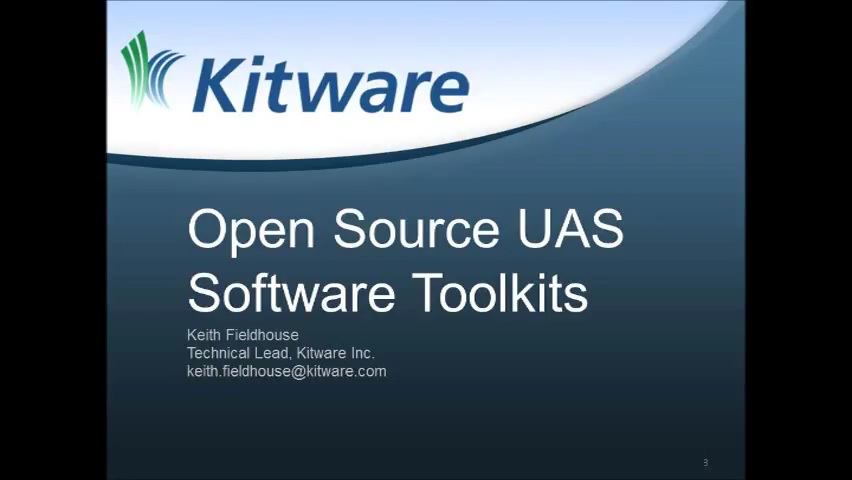 Kitware
Open Source UAS
Software Toolkits
Keith Fieldhouse
Technical Lead, Kitware Inc.
keith.fieldhouse@kitware.com
3